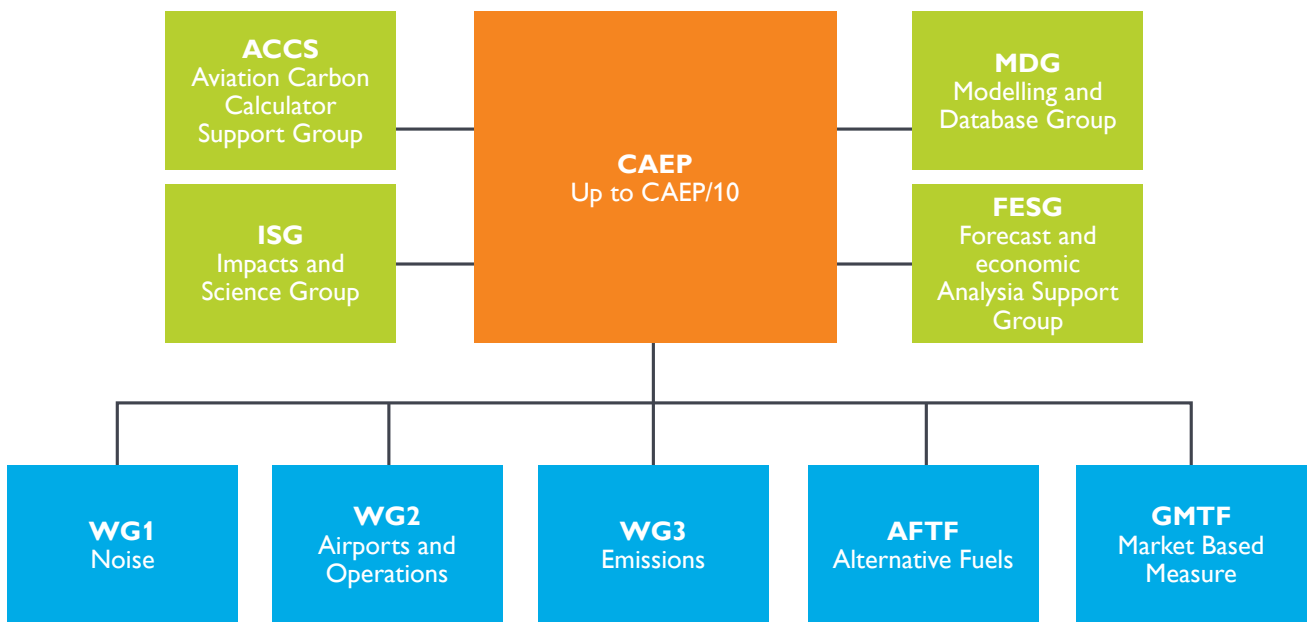 ACCS
Aviation Carbon
Calculator
Support Group
MDG
Modelling and
Database Group
CAEP
Up to CAEP/10
ISG
Impacts and
Science Group
FESG
Forecast and
economic
Analysia Support
Group
WG1
Noise
WG2
Airports and
Operations
WG3
Emissions
AFTF
Alternative Fuels
GMTF
Market Based
Measure